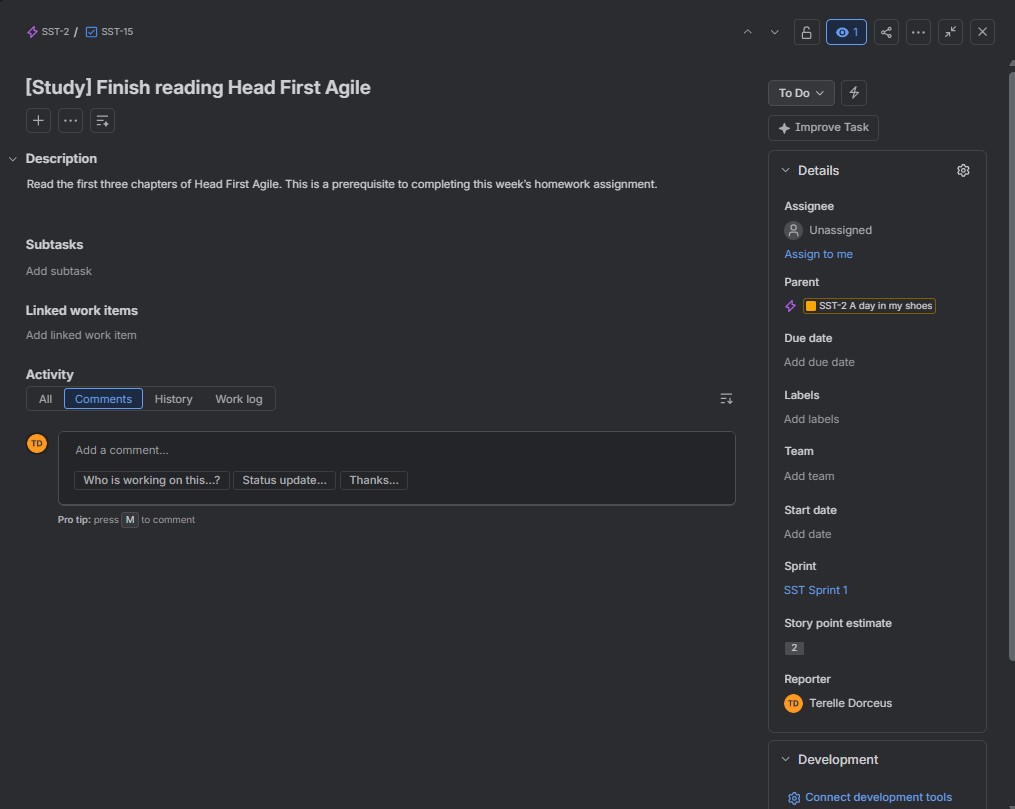 SST-2 / SST-15
1
[Study] Finish reading Head First Agile
To Do
Improve Task
Description
Read the first three chapters of Head First Agile. This is a prerequisite to completing this week's homework assignment.
Subtasks
Add subtask
Linked work items
Add linked work item
Activity
All Comments History Work log
TD
Add a comment...
Who is working on this...? Status update... Thanks...
Pro tip: press M to comment
Details
Assignee
Unassigned
Assign to me
Parent
SST-2 A day in my shoes
Due date
Add due date
Labels
Add labels
Team
Add team
Start date
Add date
Sprint
SST Sprint 1
Story point estimate
2
Reporter
TD Terelle Dorceus
Development
Connect development tools